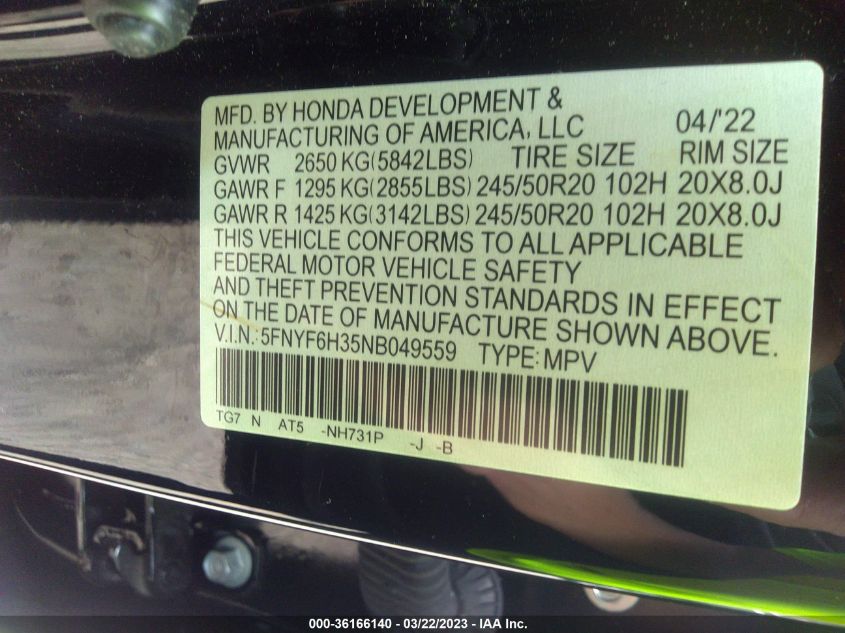 MFD. BY HONDA DEVELOPMENT &
MANUFACTURING OF AMERICA, LLC 04/'22
GVWR 2650 KG(5842LBS) TIRE SIZE RIM SIZE
GAWR F 1295 KG(2855LBS) 245/50R20 102H 20X8.0J
GAWR R 1425 KG(3142LBS) 245/50R20 102H 20X8.0J
THIS VEHICLE CONFORMS TO ALL APPLICABLE
FEDERAL MOTOR VEHICLE SAFETY
AND THEFT PREVENTION STANDARDS IN EFFECT
ON THE DATE OF MANUFACTURE SHOWN ABOVE.
V.I.N.:5FNYF6H35NB049559 TYPE:MPV
TG7 N AT5 -NH731P -J -B
000-36166140 - 03/22/2023 - IAA Inc.